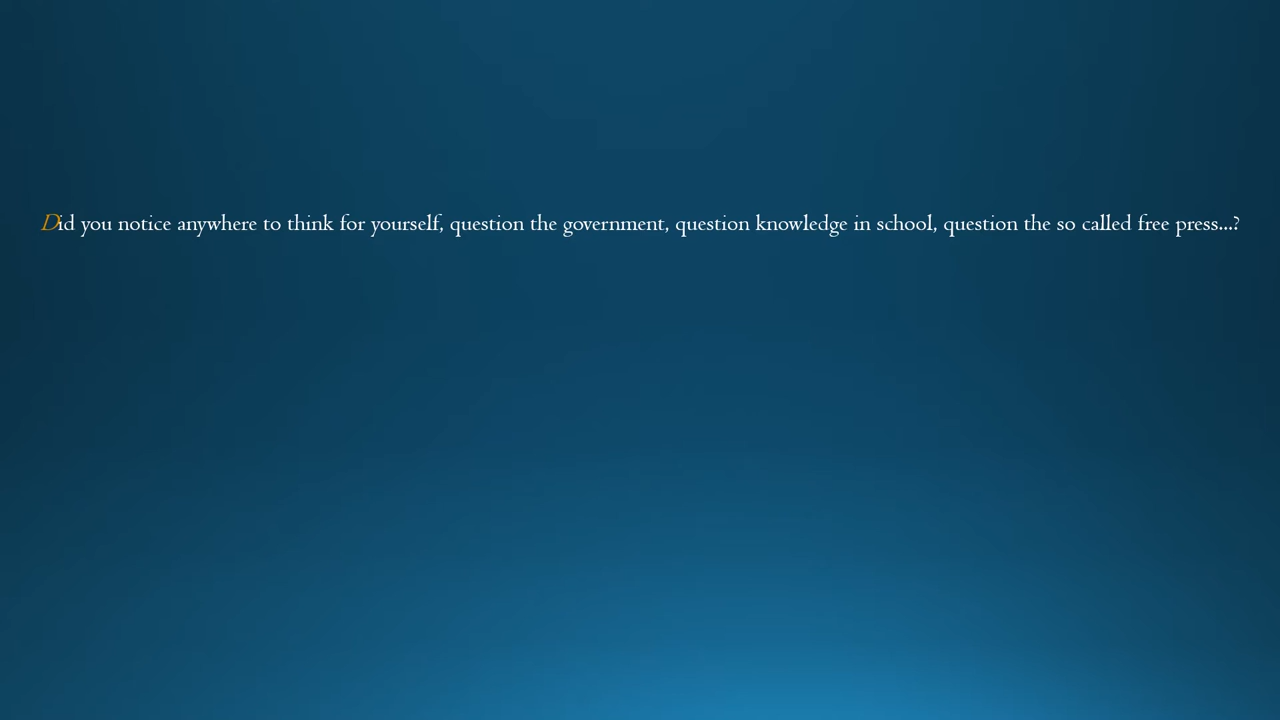 Did you notice anywhere to think for yourself, question the government, question knowledge in school, question the so called free press...?